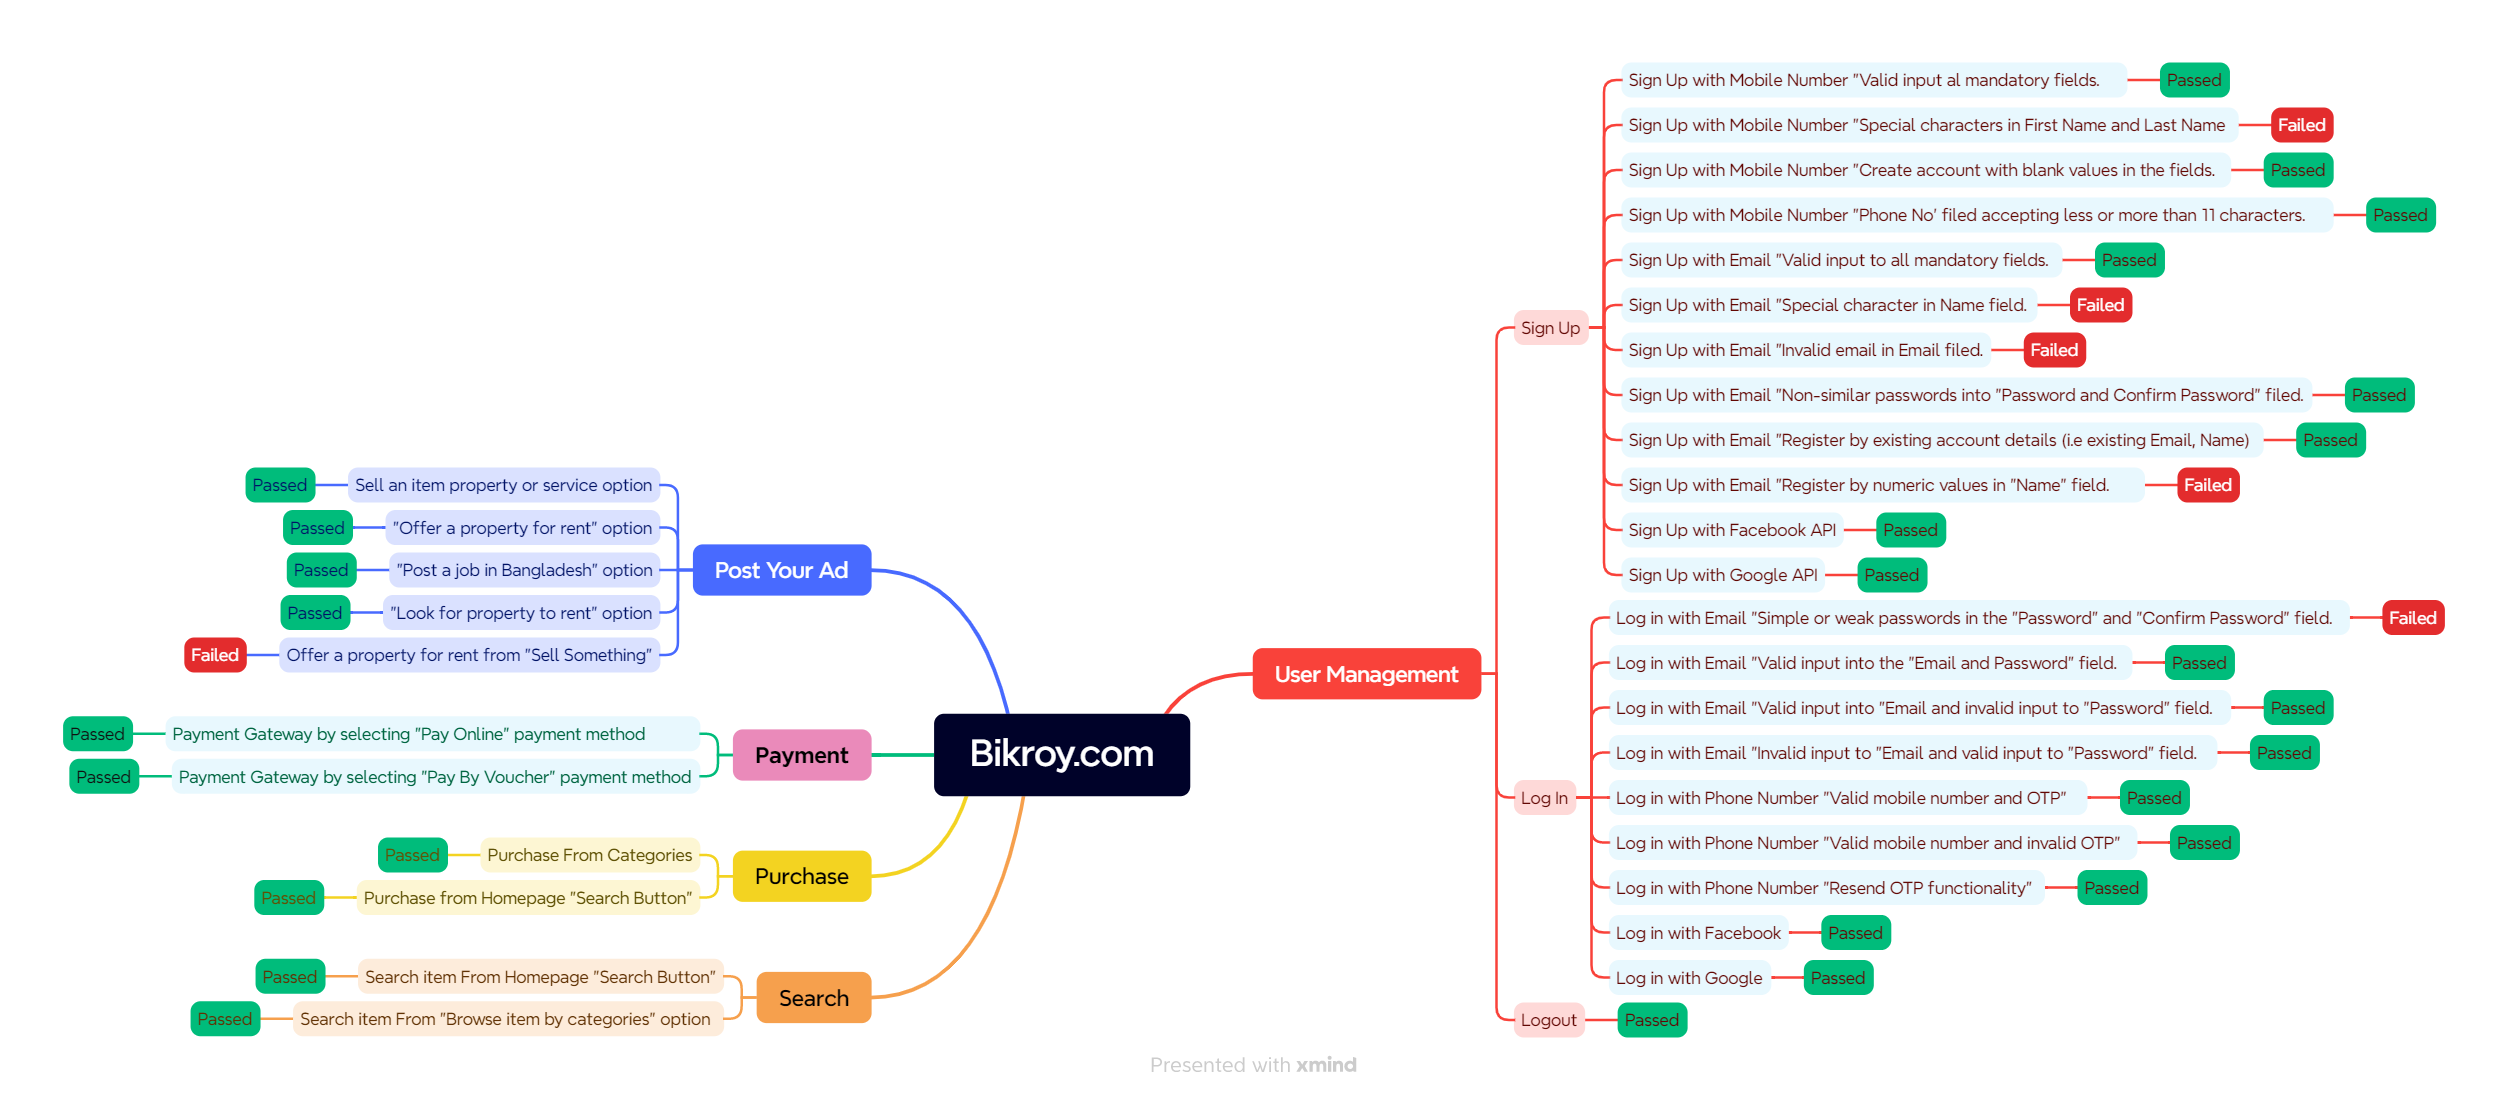 Bikroy.com
Post Your Ad
Sell an item property or service option
Passed
"Offer a property for rent" option
Passed
"Post a job in Bangladesh" option
Passed
"Look for property to rent" option
Passed
Offer a property for rent from "Sell Something"
Failed
Payment
Payment Gateway by selecting "Pay Online" payment method
Passed
Payment Gateway by selecting "Pay By Voucher" payment method
Passed
Purchase
Purchase From Categories
Passed
Purchase from Homepage "Search Button"
Passed
Search
Search item From Homepage "Search Button"
Passed
Search item From "Browse item by categories" option
Passed
User Management
Sign Up
Sign Up with Mobile Number "Valid input al mandatory fields.
Passed
Sign Up with Mobile Number "Special characters in First Name and Last Name
Failed
Sign Up with Mobile Number "Create account with blank values in the fields.
Passed
Sign Up with Mobile Number "Phone No' filed accepting less or more than 11 characters.
Passed
Sign Up with Email "Valid input to all mandatory fields.
Passed
Sign Up with Email "Special character in Name field.
Failed
Sign Up with Email "Invalid email in Email filed.
Failed
Sign Up with Email "Non-similar passwords into "Password and Confirm Password" filed.
Passed
Sign Up with Email "Register by existing account details (i.e existing Email, Name)
Passed
Sign Up with Email "Register by numeric values in "Name" field.
Failed
Sign Up with Facebook API
Passed
Sign Up with Google API
Passed
Log In
Log in with Email "Simple or weak passwords in the "Password" and "Confirm Password" field.
Failed
Log in with Email "Valid input into the "Email and Password" field.
Passed
Log in with Email "Valid input into "Email and invalid input to "Password" field.
Passed
Log in with Email "Invalid input to "Email and valid input to "Password" field.
Passed
Log in with Phone Number "Valid mobile number and OTP"
Passed
Log in with Phone Number "Valid mobile number and invalid OTP"
Passed
Log in with Phone Number "Resend OTP functionality"
Passed
Log in with Facebook
Passed
Log in with Google
Passed
Logout
Passed
Presented with xmind